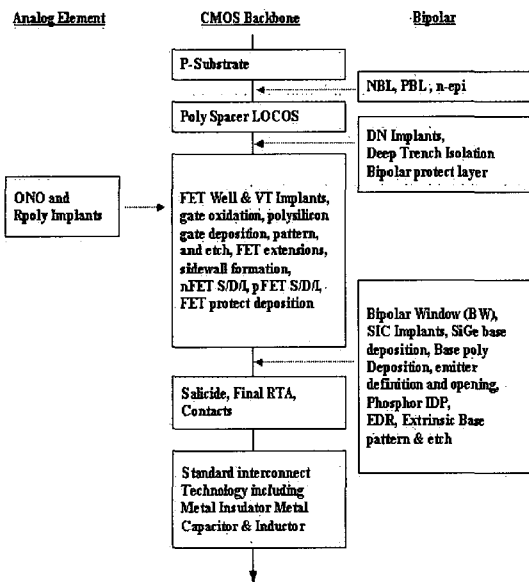 Analog Element
CMOS Backbone
Bipolar
P-Substrate
NBL, PBL, n-epi
Poly Spacer LOCOS
DN Implants,
Deep Trench Isolation
Bipolar protect layer
ONO and
Rpoly Implants
FET Well & VT Implants,
gate oxidation, polysilicon
gate deposition, pattern,
and etch, FET extensions,
sidewall formation,
nFET S/D/I, pFET S/D/I,
FET protect deposition
Bipolar Window (BW),
SIC Implants, SiGe base
deposition, Base poly
Deposition, emitter
definition and opening,
Phosphor IDP,
EDR, Extrinsic Base
pattern & etch
Salicide, Final RTA,
Contacts
Standard interconnect
Technology including
Metal Insulator Metal
Capacitor & Inductor